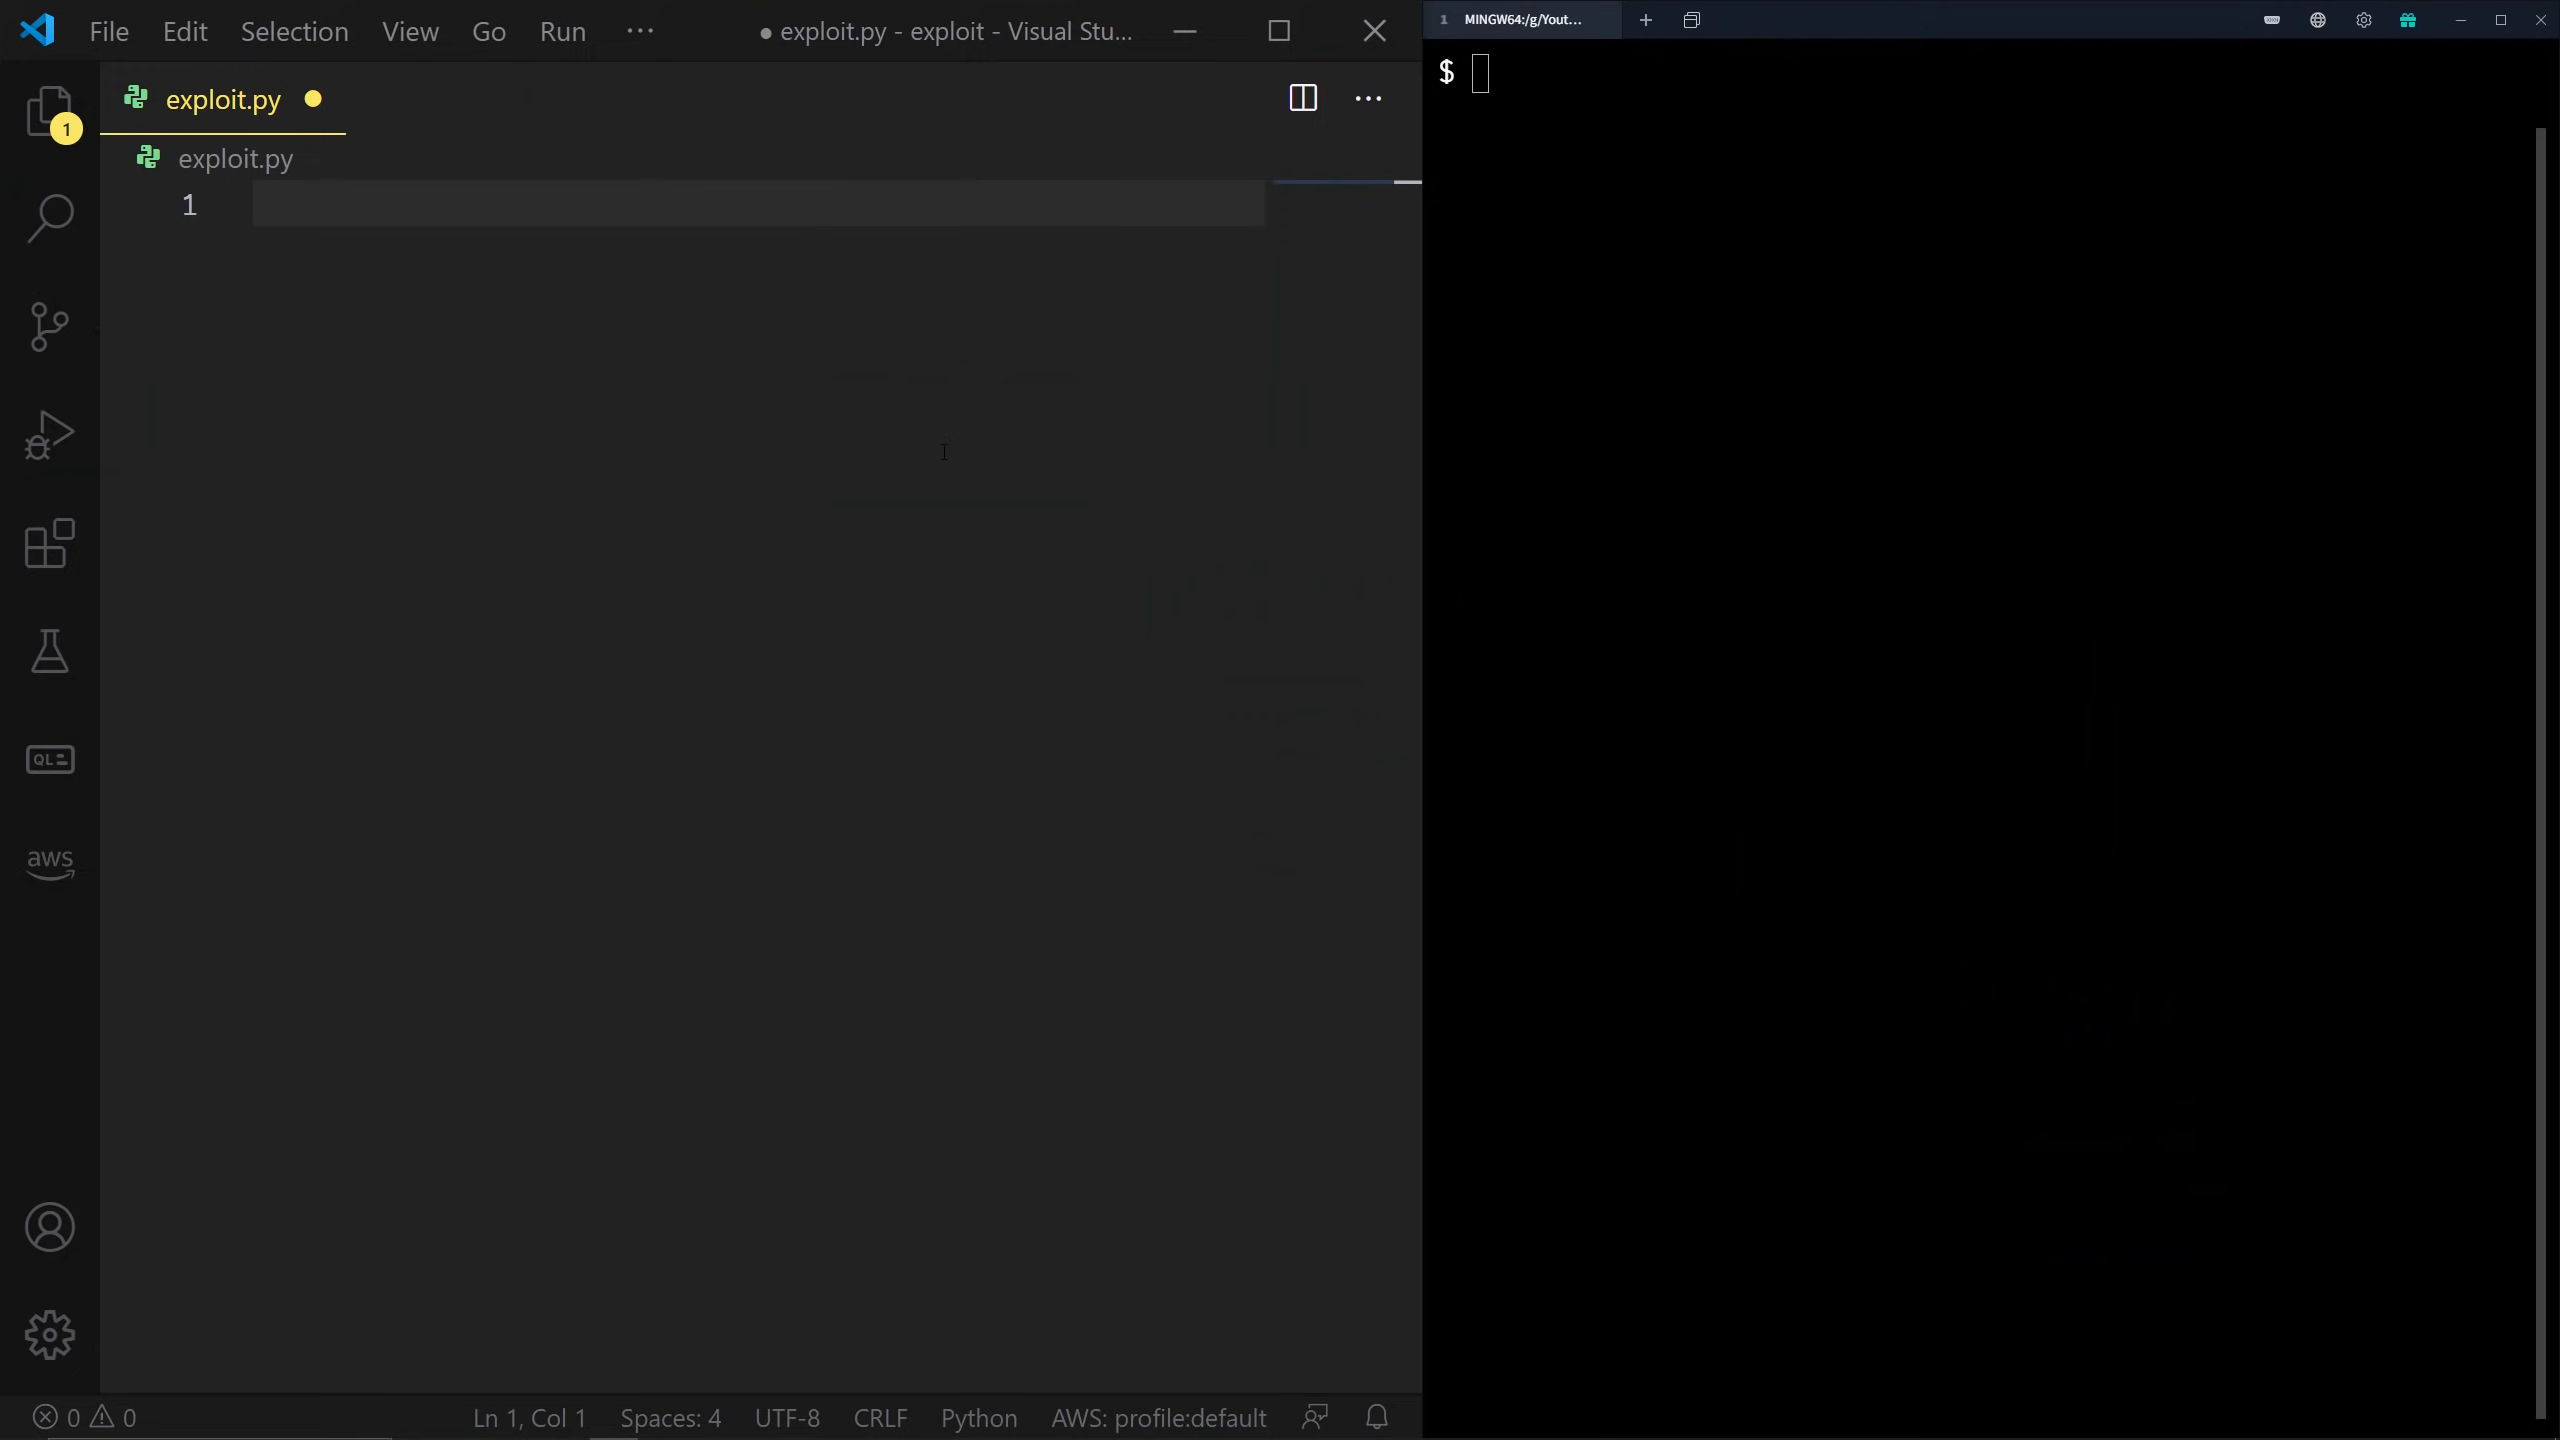 File Edit Selection View Go Run ··· ● exploit.py - exploit - Visual Stu...
exploit.py ●
1
exploit.py
1
QL
aws
0 0 Ln 1, Col 1 Spaces: 4 UTF-8 CRLF Python AWS: profile:default
1 MINGW64:/g/Yout...
$